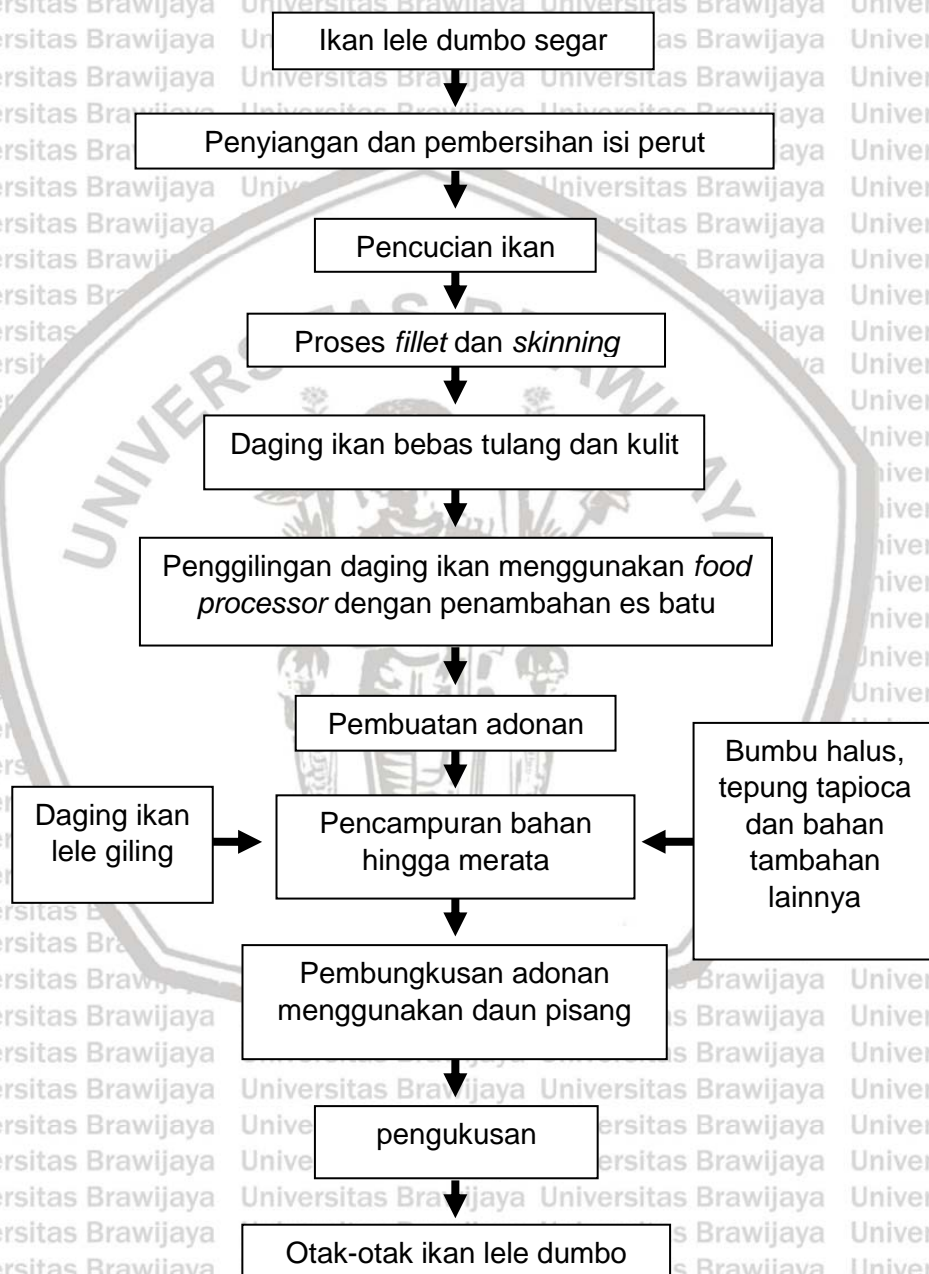 Ikan lele dumbo segar
Penyiangan dan pembersihan isi perut
Pencucian ikan
Proses fillet dan skinning
Daging ikan bebas tulang dan kulit
Penggilingan daging ikan menggunakan food
processor dengan penambahan es batu
Pembuatan adonan
Daging ikan
lele giling
Pencampuran bahan
hingga merata
Bumbu halus,
tepung tapioca
dan bahan
tambahan
lainnya
Pembungkusan adonan
menggunakan daun pisang
pengukusan
Otak-otak ikan lele dumbo